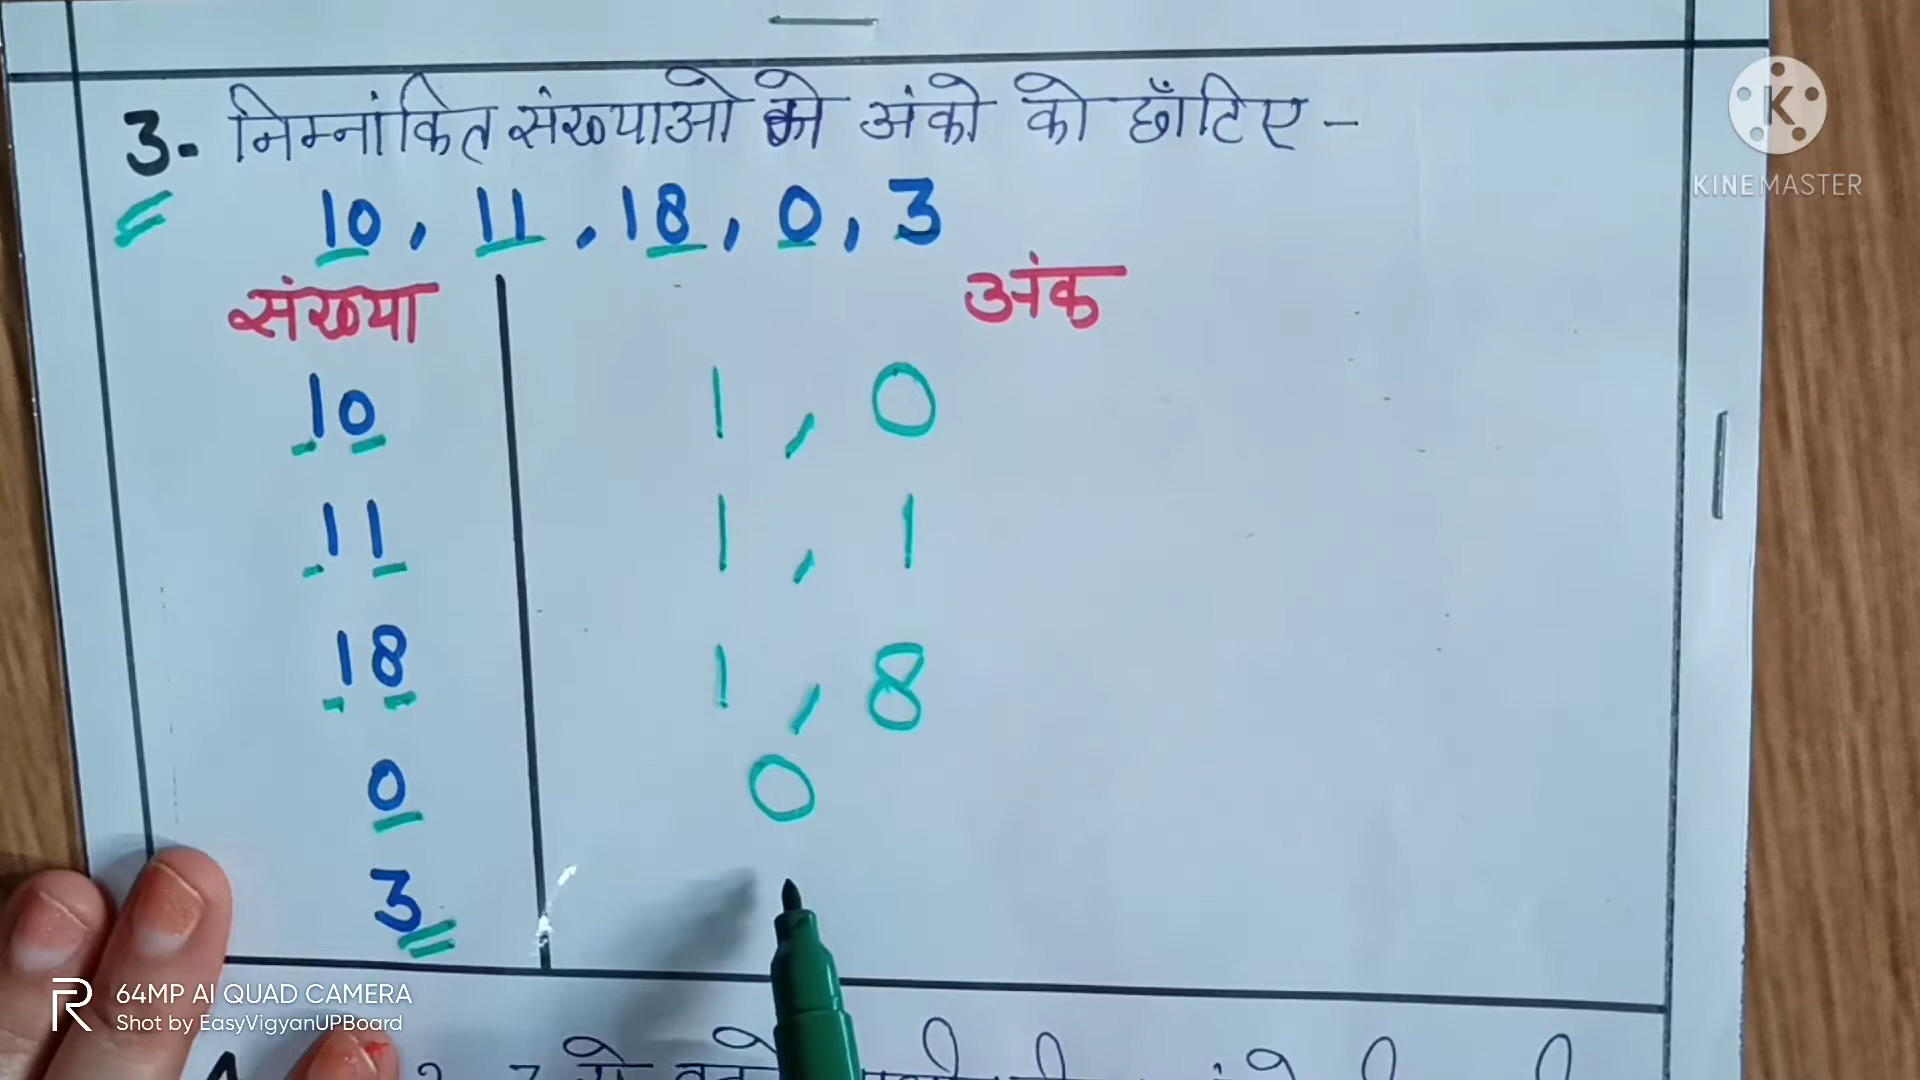 3. निम्नांकित संख्याओ के अंको को छाँटिए -
10, 11, 18, 0, 3
संख्या अंक
10 1, 0
11 1, 1
18 1, 8
0 0
3
KINEMASTER
64MP AI QUAD CAMERA
Shot by EasyVigyanUPBoard